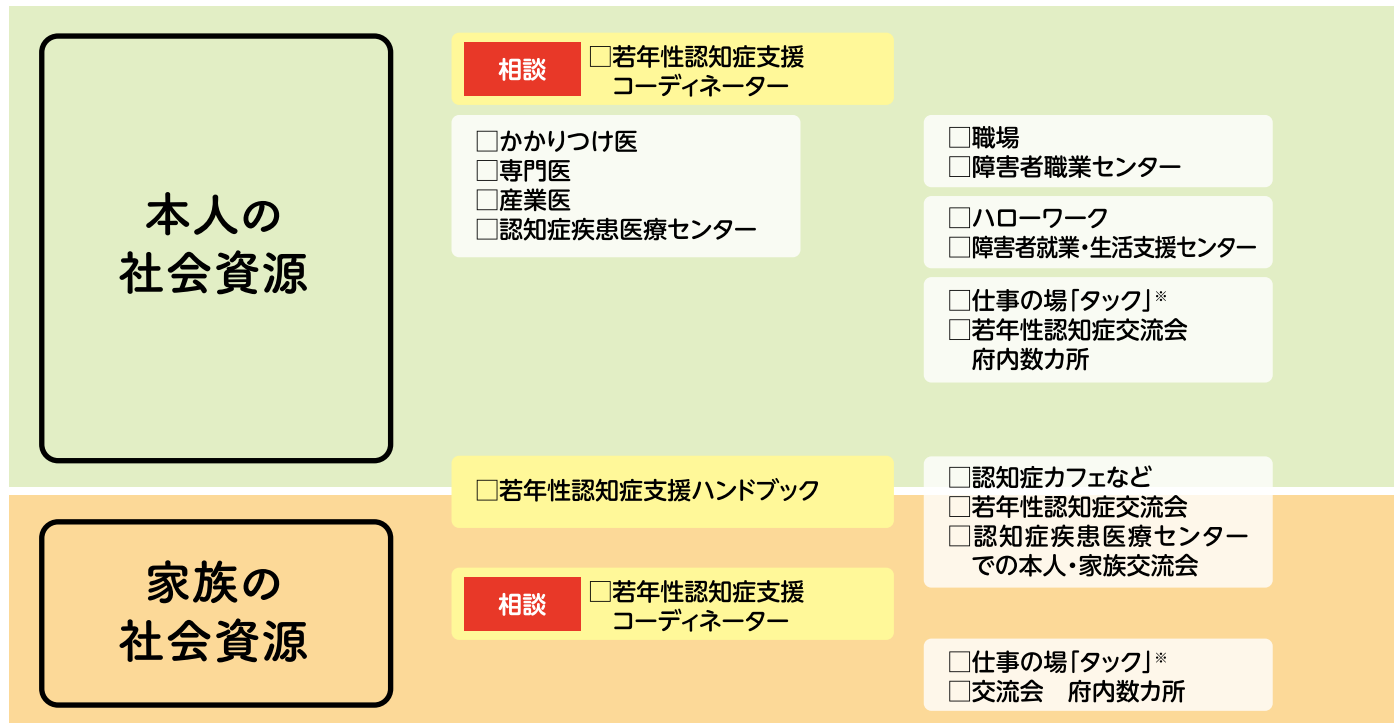 本人の
社会資源
相談
□若年性認知症支援
コーディネーター
□かかりつけ医
□専門医
□産業医
□認知症疾患医療センター
□職場
□障害者職業センター
□ハローワーク
□障害者就業・生活支援センター
□仕事の場「タック」※
□若年性認知症交流会
府内数カ所
□若年性認知症支援ハンドブック
□認知症カフェなど
□若年性認知症交流会
□認知症疾患医療センター
での本人・家族交流会
家族の
社会資源
相談
□若年性認知症支援
コーディネーター
□仕事の場「タック」※
□交流会　府内数カ所